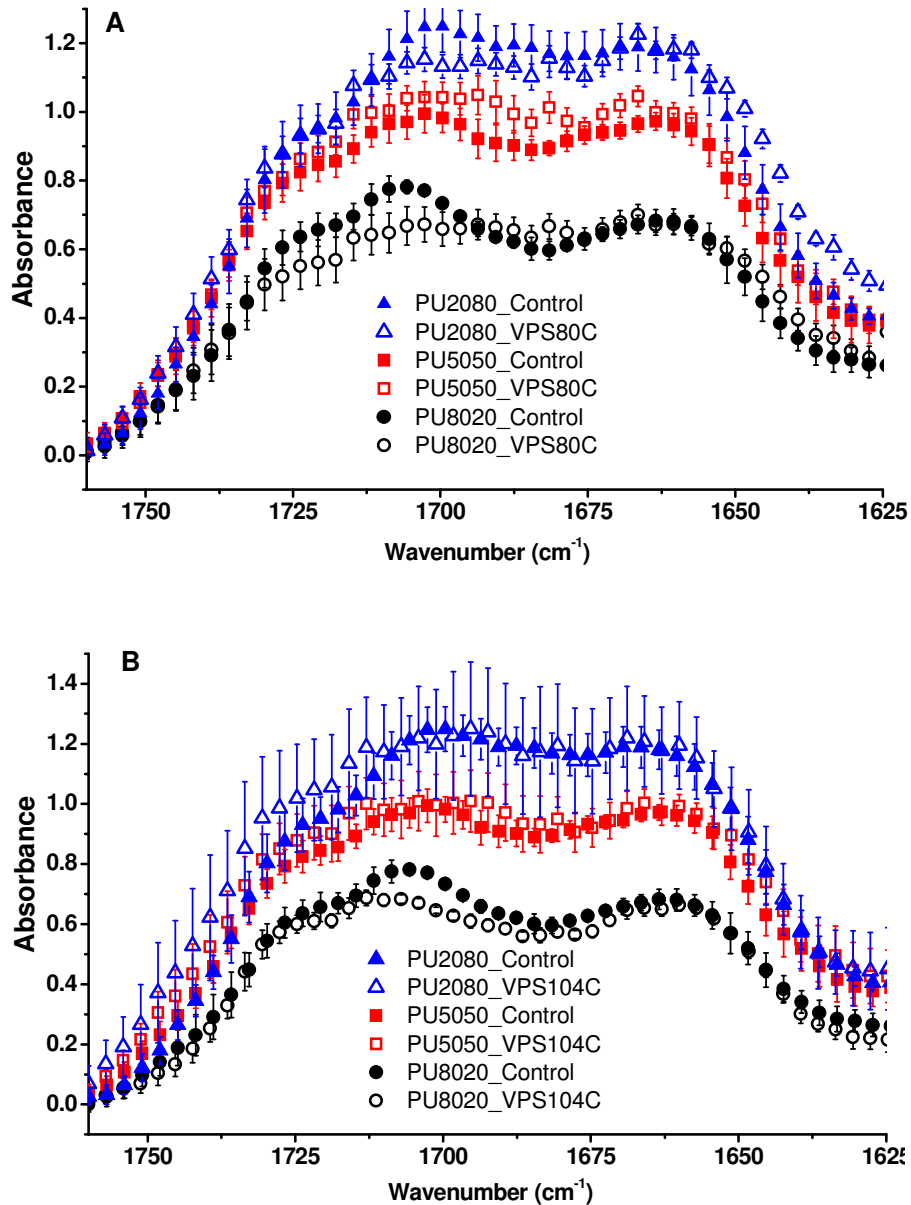 A
1.2
1.0
0.8
0.6
0.4
0.2
0.0
Absorbance
PU2080_Control
PU2080_VPS80C
PU5050_Control
PU5050_VPS80C
PU8020_Control
PU8020_VPS80C
1750 1725 1700 1675 1650 1625
Wavenumber (cm⁻¹)
B
1.4
1.2
1.0
0.8
0.6
0.4
0.2
0.0
Absorbance
PU2080_Control
PU2080_VPS104C
PU5050_Control
PU5050_VPS104C
PU8020_Control
PU8020_VPS104C
1750 1725 1700 1675 1650 1625
Wavenumber (cm⁻¹)